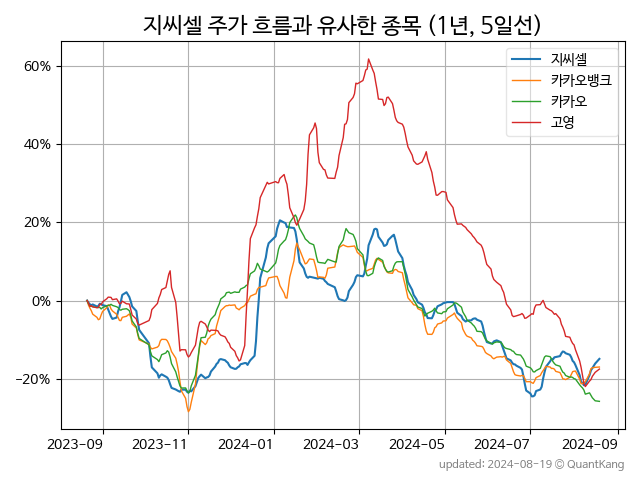 지씨셀 주가 흐름과 유사한 종목 (1년, 5일선)
지씨셀
카카오뱅크
카카오
고영
60%
40%
20%
0%
−20%
2023-09 2023-11 2024-01 2024-03 2024-05 2024-07 2024-09
updated: 2024-08-19 © QuantKang